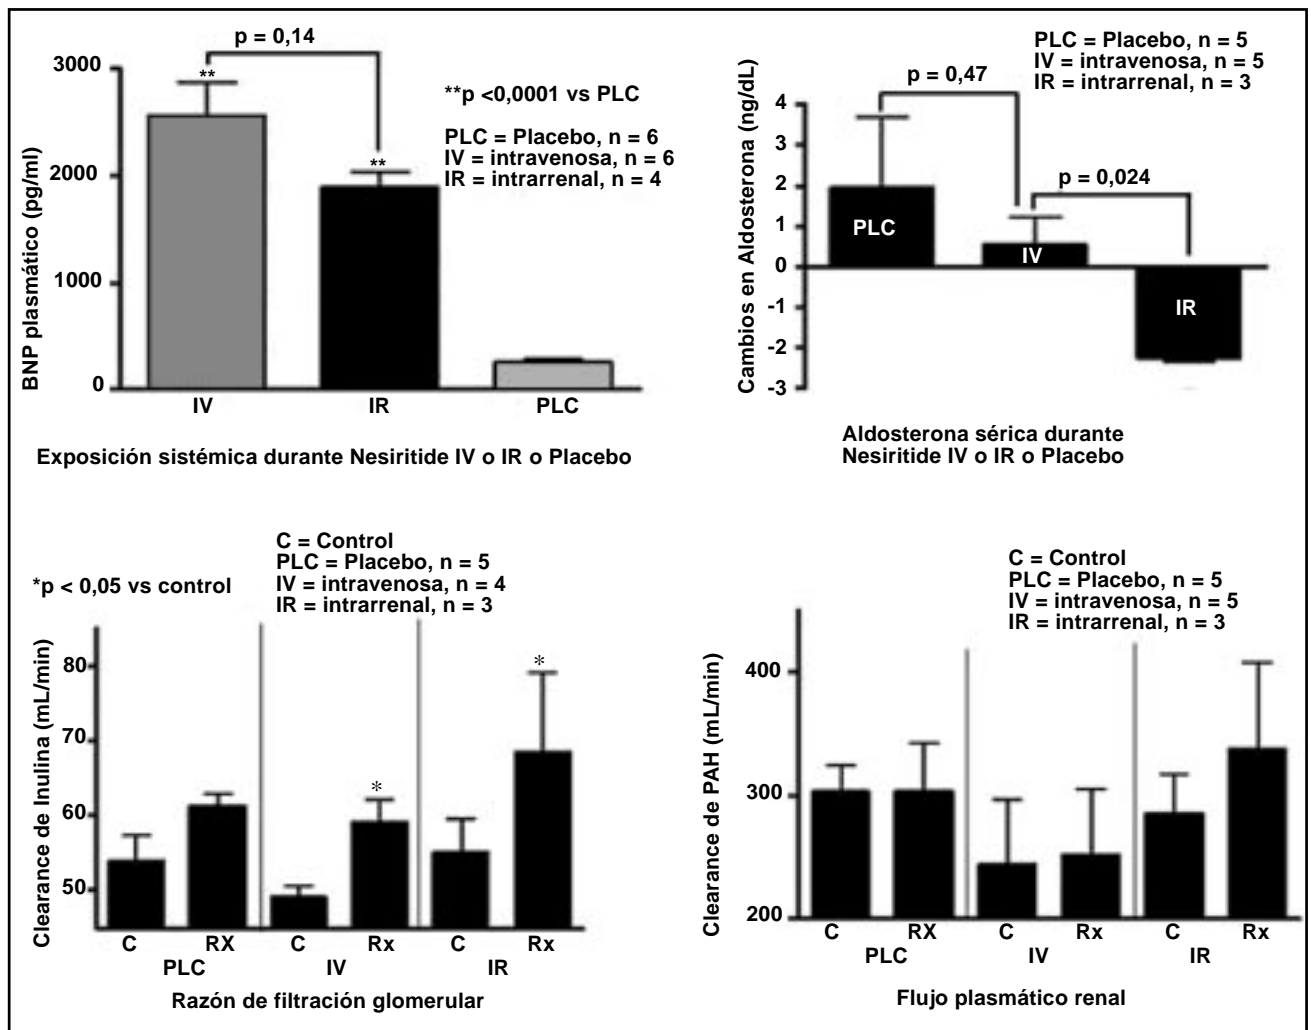 p = 0,14
3000
2000
1000
0
BNP plasmático (pg/ml)
**
**
**p <0,0001 vs PLC
PLC = Placebo, n = 6
IV = intravenosa, n = 6
IR = intrarrenal, n = 4
IV IR PLC
Exposición sistémica durante Nesiritide IV o IR o Placebo
PLC = Placebo, n = 5
IV = intravenosa, n = 5
IR = intrarrenal, n = 3
p = 0,47
p = 0,024
Cambios en Aldosterona (ng/dL)
4
3
2
1
0
-1
-2
-3
PLC
IV
IR
Aldosterona sérica durante
Nesiritide IV o IR o Placebo
C = Control
PLC = Placebo, n = 5
IV = intravenosa, n = 4
IR = intrarrenal, n = 3
*p < 0,05 vs control
Clearance de Inulina (mL/min)
80
70
60
50
*
*
C RX C Rx C Rx
PLC IV IR
Razón de filtración glomerular
C = Control
PLC = Placebo, n = 5
IV = intravenosa, n = 5
IR = intrarrenal, n = 3
Clearance de PAH (mL/min)
400
300
200
C RX C Rx C Rx
PLC IV IR
Flujo plasmático renal